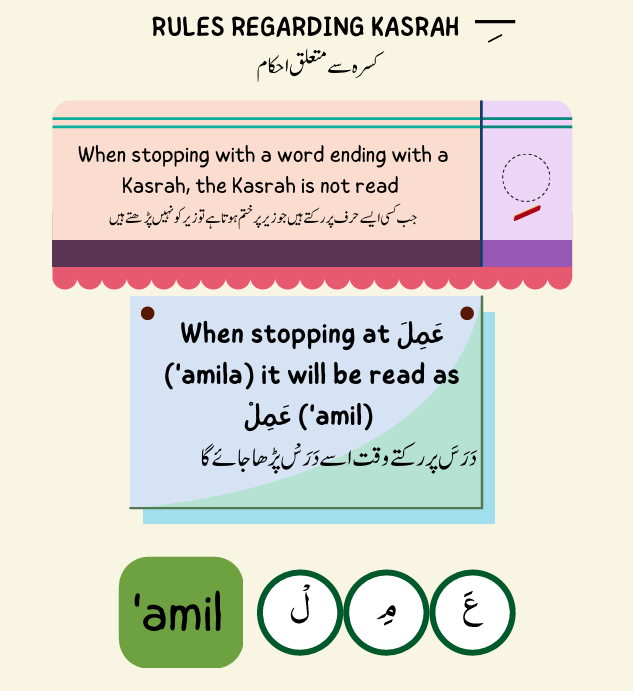 RULES REGARDING KASRAH
کسرہ سے متعلق احکام
When stopping with a word ending with a
Kasrah, the Kasrah is not read
جب کسی ایسے حرف پر رکتے ہیں جو زیر پر ختم ہوتا ہے تو زیر کو نہیں پڑھتے ہیں
When stopping at عَمِلَ
('amila) it will be read as
عَمِلْ ('amil)
دَرَسَ پر رکتے وقت اسے دَرَسْ پڑھا جائے گا
'amil
عَ مِ لْ